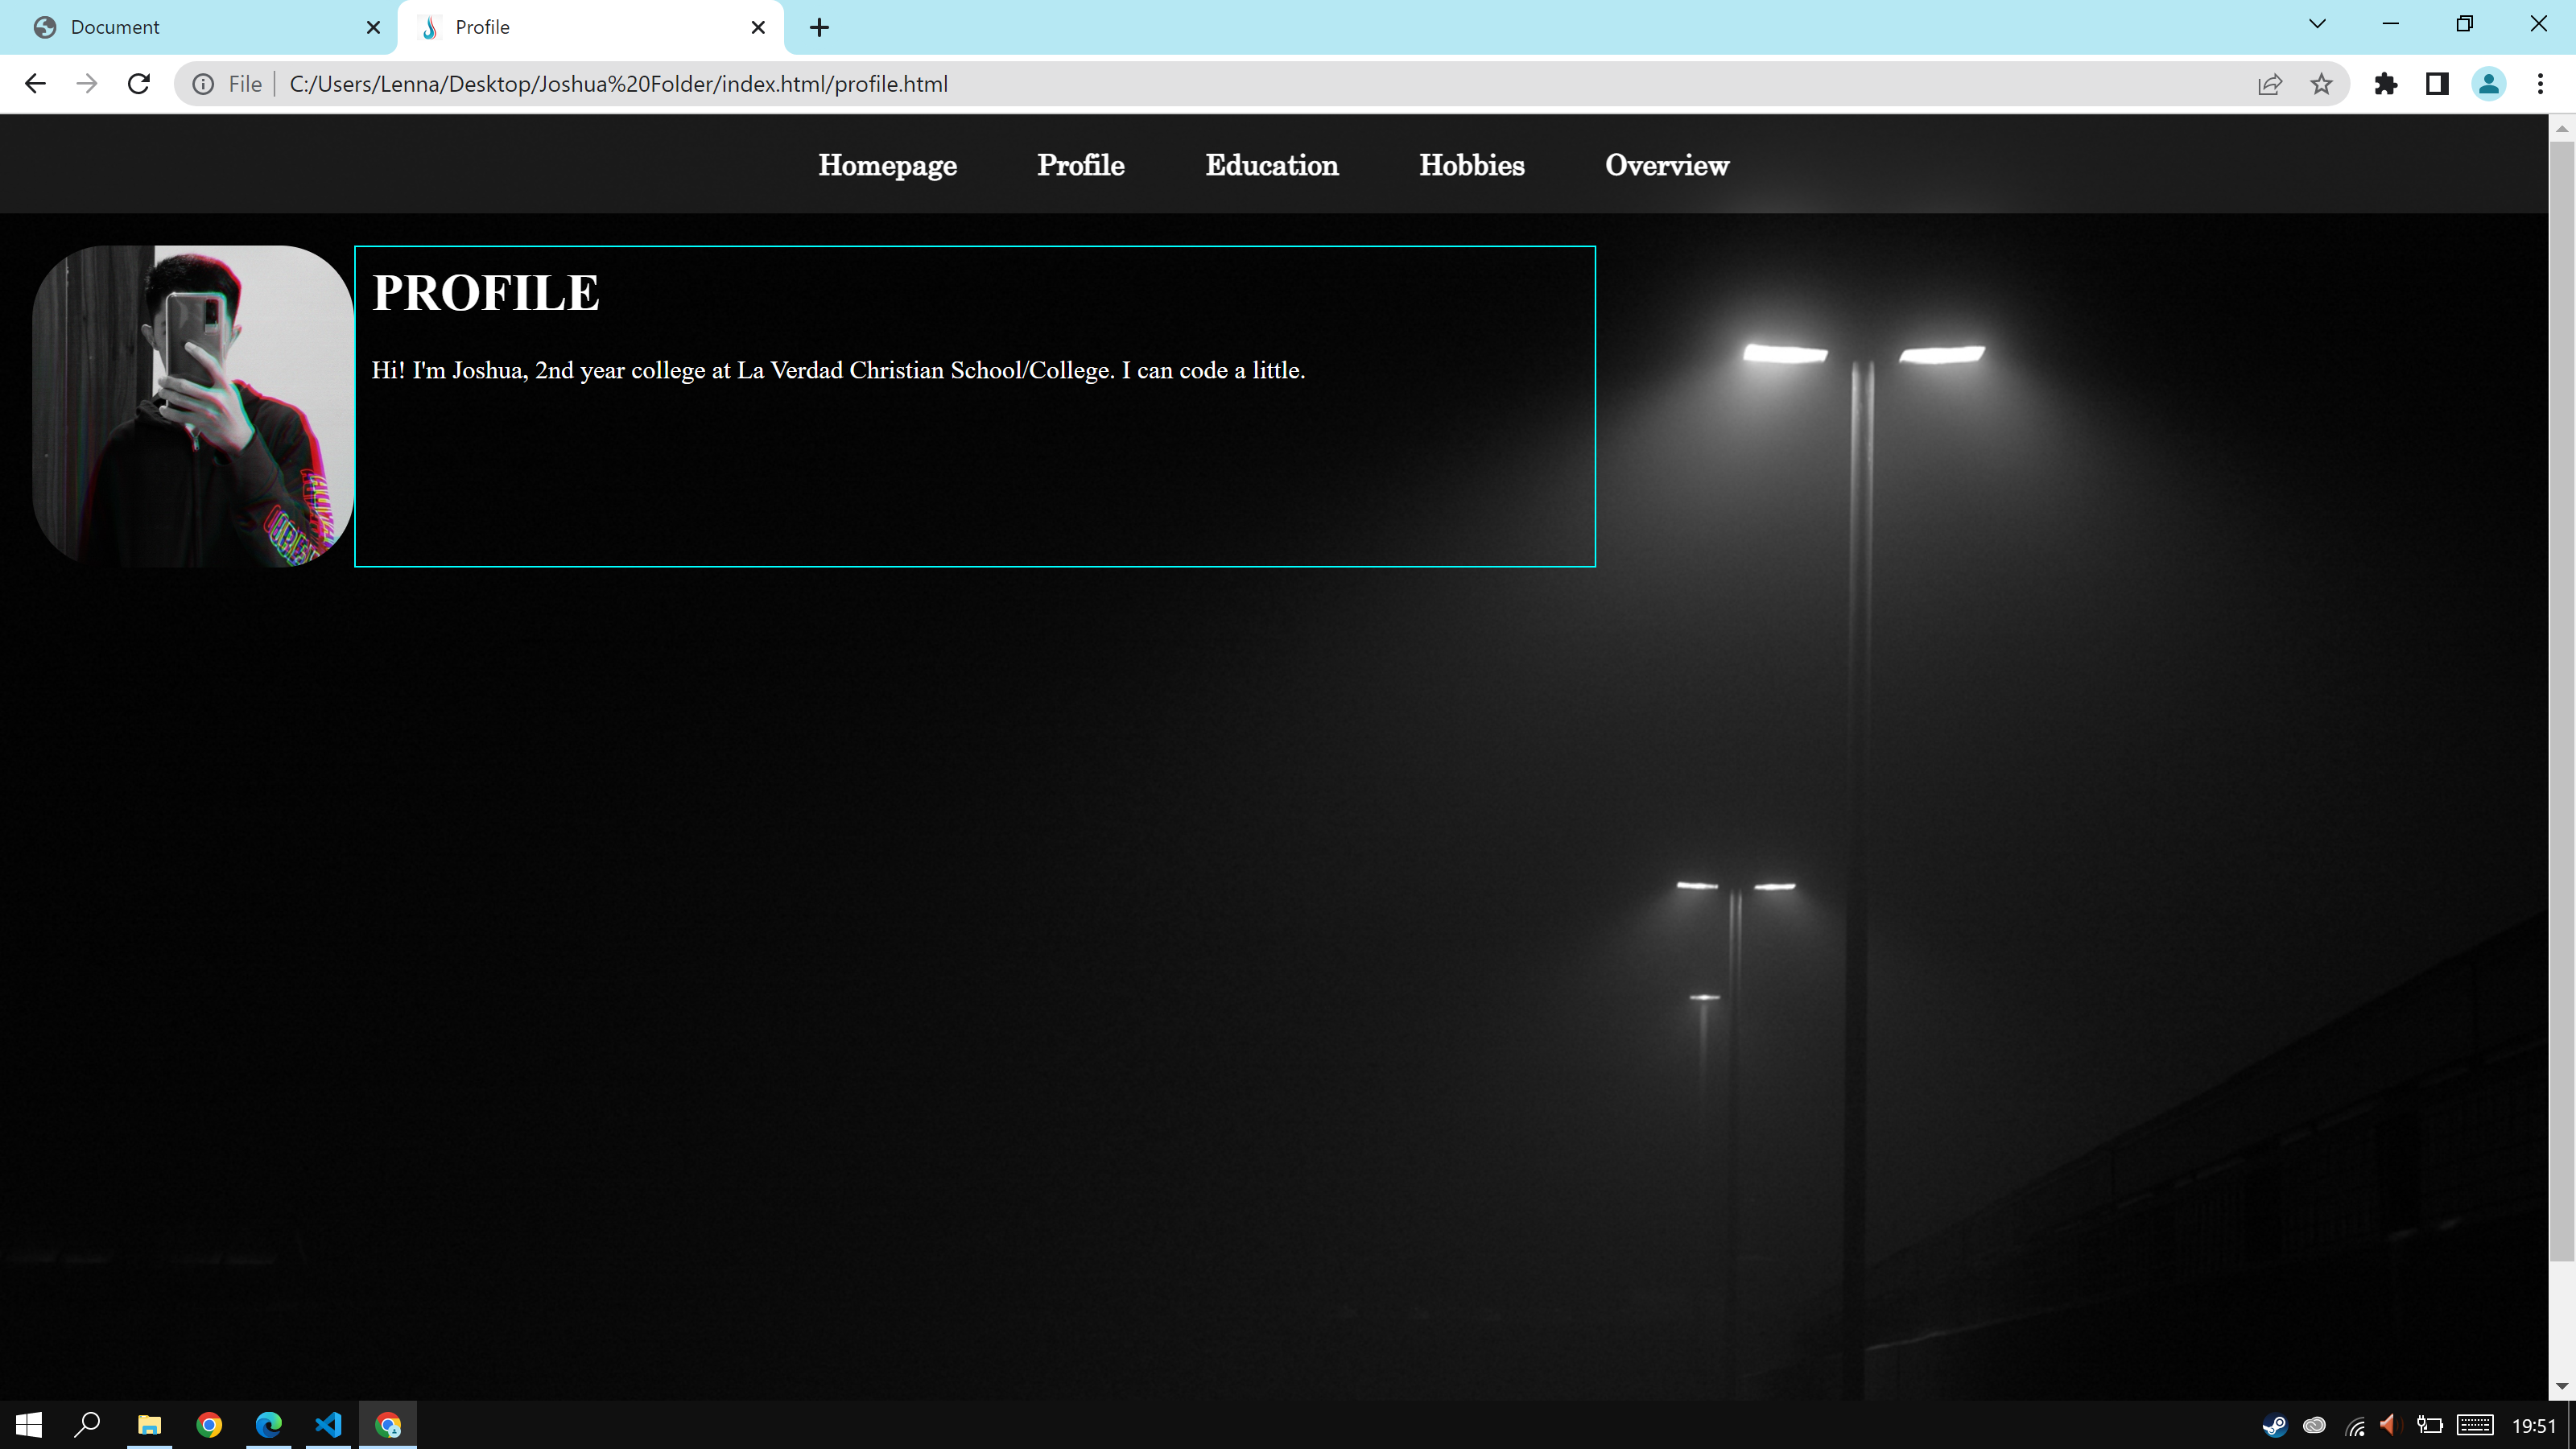 Document
Profile
File
C:/Users/Lenna/Desktop/Joshua%20Folder/index.html/profile.html
Homepage Profile Education Hobbies Overview
PROFILE
Hi! I'm Joshua, 2nd year college at La Verdad Christian School/College. I can code a little.
19:51